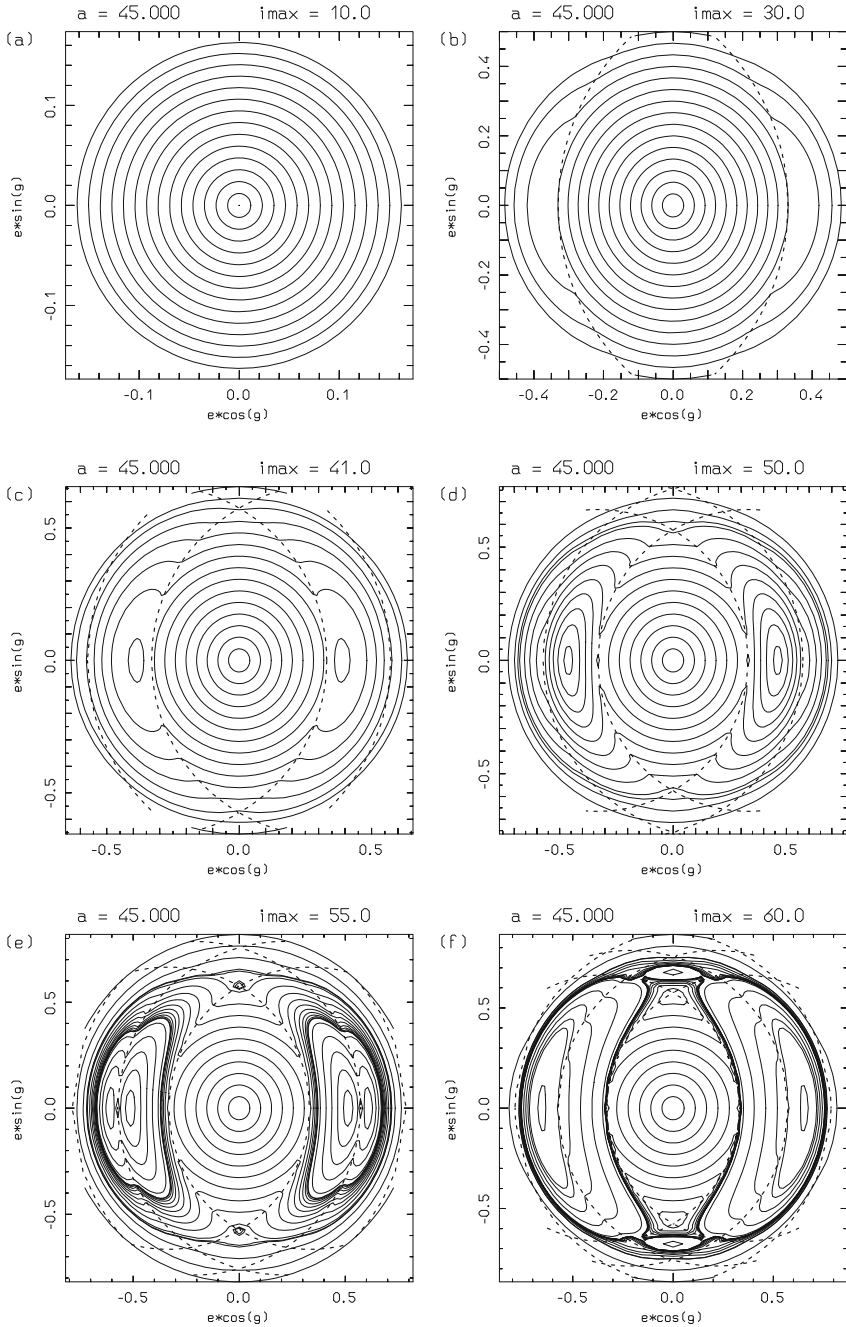 (a)
a = 45.000 imax = 10.0
e*sin(g)
0.1
0.0
-0.1
-0.1 0.0 0.1
e*cos(g)
(b)
a = 45.000 imax = 30.0
e*sin(g)
0.4
0.2
0.0
-0.2
-0.4
-0.4 -0.2 0.0 0.2 0.4
e*cos(g)
(c)
a = 45.000 imax = 41.0
e*sin(g)
0.5
0.0
-0.5
-0.5 0.0 0.5
e*cos(g)
(d)
a = 45.000 imax = 50.0
e*sin(g)
0.5
0.0
-0.5
-0.5 0.0 0.5
e*cos(g)
(e)
a = 45.000 imax = 55.0
e*sin(g)
0.5
0.0
-0.5
-0.5 0.0 0.5
e*cos(g)
(f)
a = 45.000 imax = 60.0
e*sin(g)
0.5
0.0
-0.5
-0.5 0.0 0.5
e*cos(g)